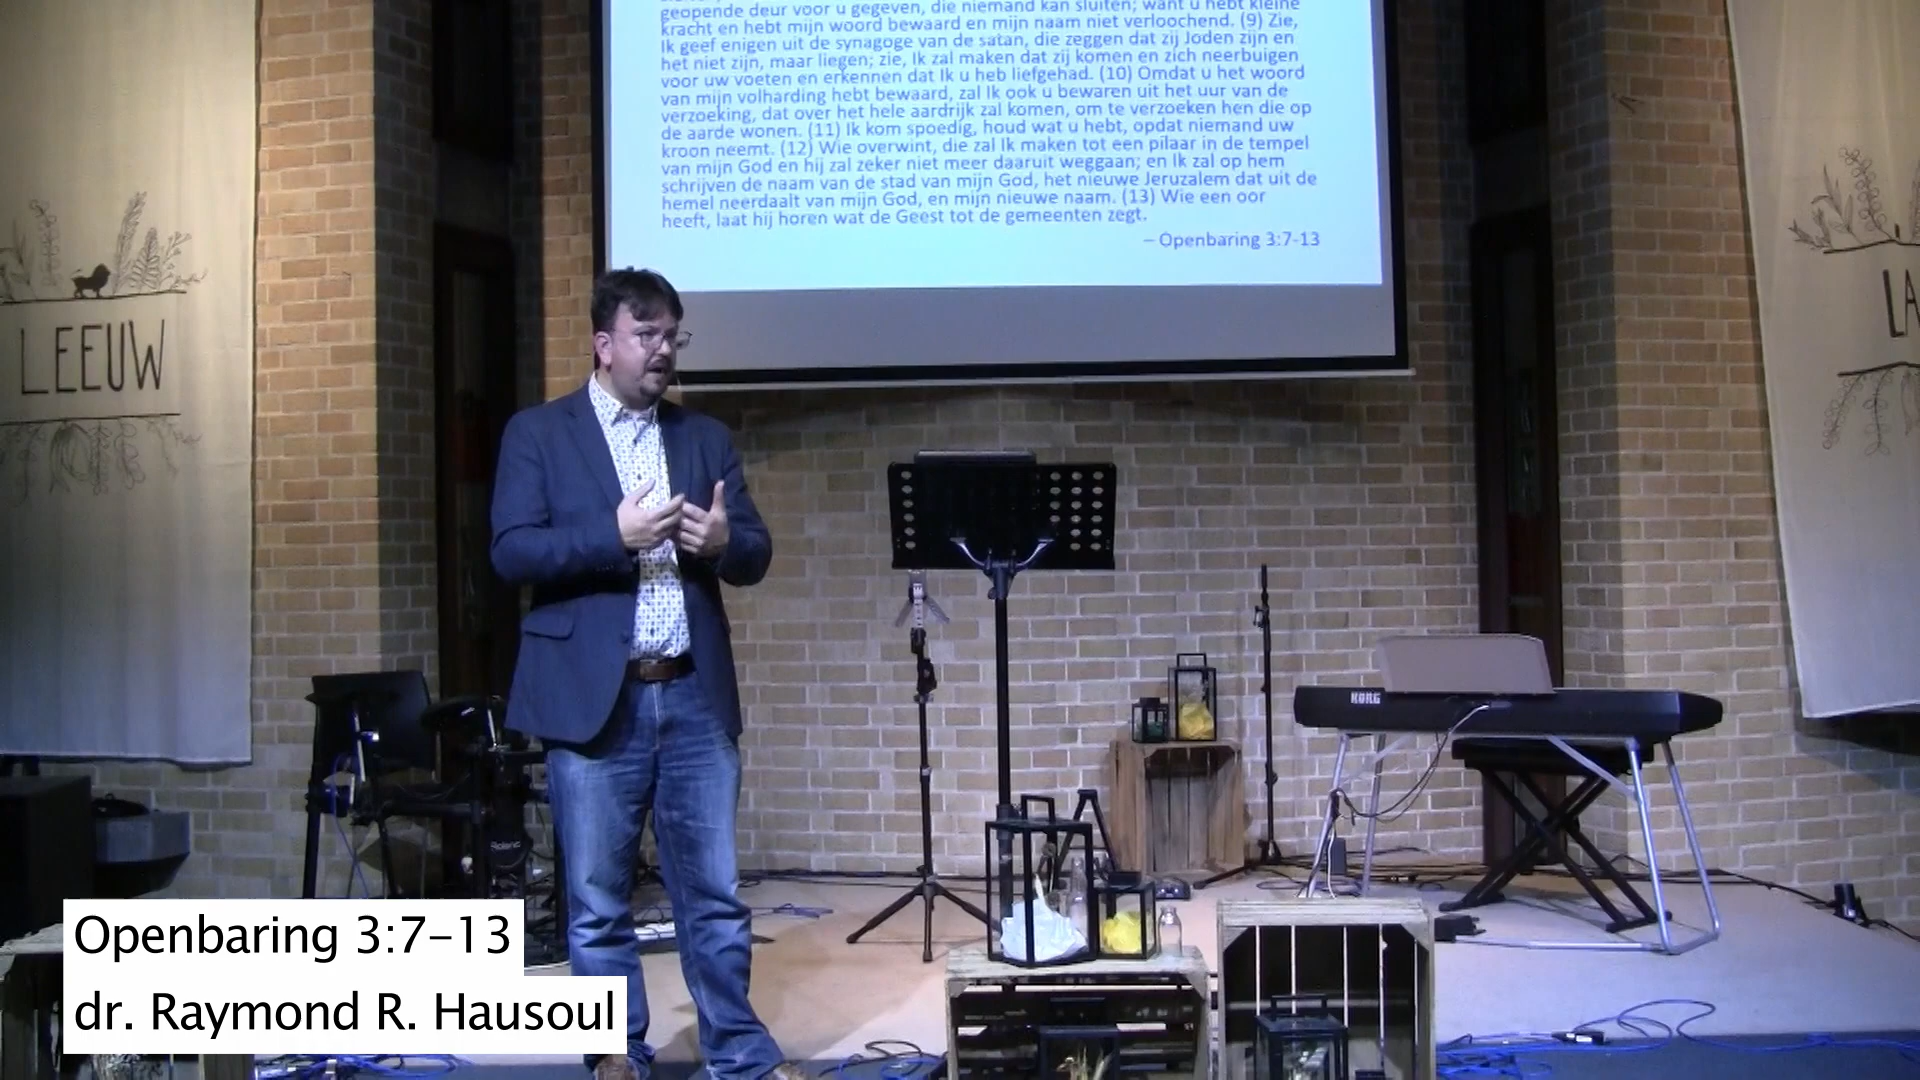 geopende deur voor u gegeven, die niemand kan sluiten; want u hebt kleine
kracht en hebt mijn woord bewaard en mijn naam niet verloochend. (9) Zie,
Ik geef enigen uit de synagoge van de satan, die zeggen dat zij Joden zijn en
het niet zijn, maar liegen; zie, Ik zal maken dat zij komen en zich neerbuigen
voor uw voeten en erkennen dat Ik u heb liefgehad. (10) Omdat u het woord
van mijn volharding hebt bewaard, zal Ik ook u bewaren uit het uur van de
verzoeking, dat over het hele aardrijk zal komen, om te verzoeken hen die op
de aarde wonen. (11) Ik kom spoedig, houd wat u hebt, opdat niemand uw
kroon neemt. (12) Wie overwint, die zal Ik maken tot een pilaar in de tempel
van mijn God en hij zal zeker niet meer daaruit weggaan; en Ik zal op hem
schrijven de naam van de stad van mijn God, het nieuwe Jeruzalem dat uit de
hemel neerdaalt van mijn God, en mijn nieuwe naam. (13) Wie een oor
heeft, laat hij horen wat de Geest tot de gemeenten zegt.
– Openbaring 3:7-13
LEEUW
LA
KORG
Roland
Openbaring 3:7–13
dr. Raymond R. Hausoul